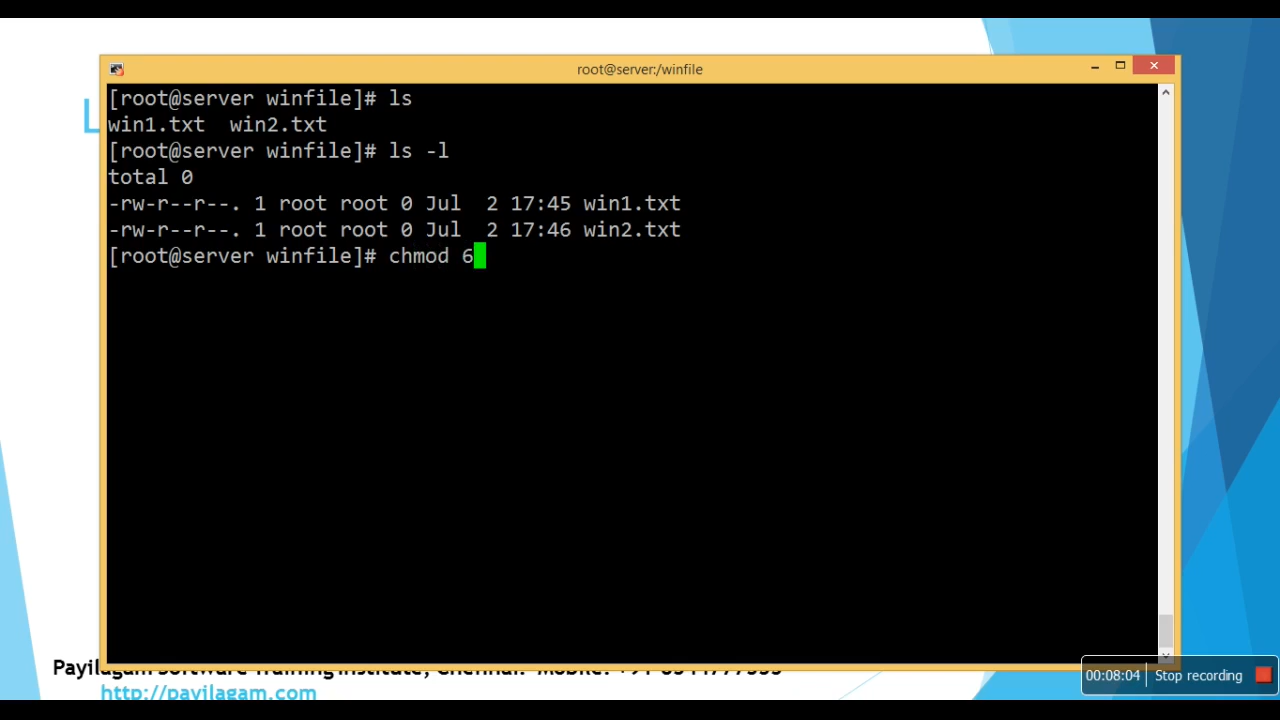 root@server:/winfile
[root@server winfile]# ls
win1.txt  win2.txt
[root@server winfile]# ls -l
total 0
-rw-r--r--. 1 root root 0 Jul  2 17:45 win1.txt
-rw-r--r--. 1 root root 0 Jul  2 17:46 win2.txt
[root@server winfile]# chmod 6
L
Payilagam Software Training Institute, Chennai.
http://payilagam.com
00:08:04 Stop recording